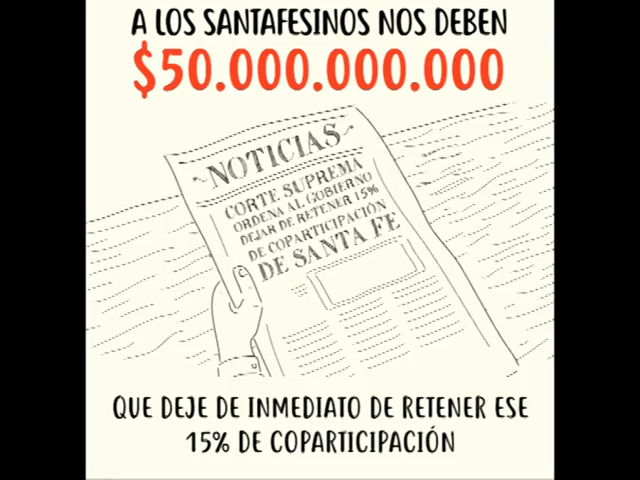 A LOS SANTAFESINOS NOS DEBEN
$50.000.000.000
NOTICIAS
CORTE SUPREMA
ORDENA AL GOBIERNO
DEJAR DE RETENER 15%
DE COPARTICIPACIÓN
DE SANTA FE
QUE DEJE DE INMEDIATO DE RETENER ESE
15% DE COPARTICIPACIÓN